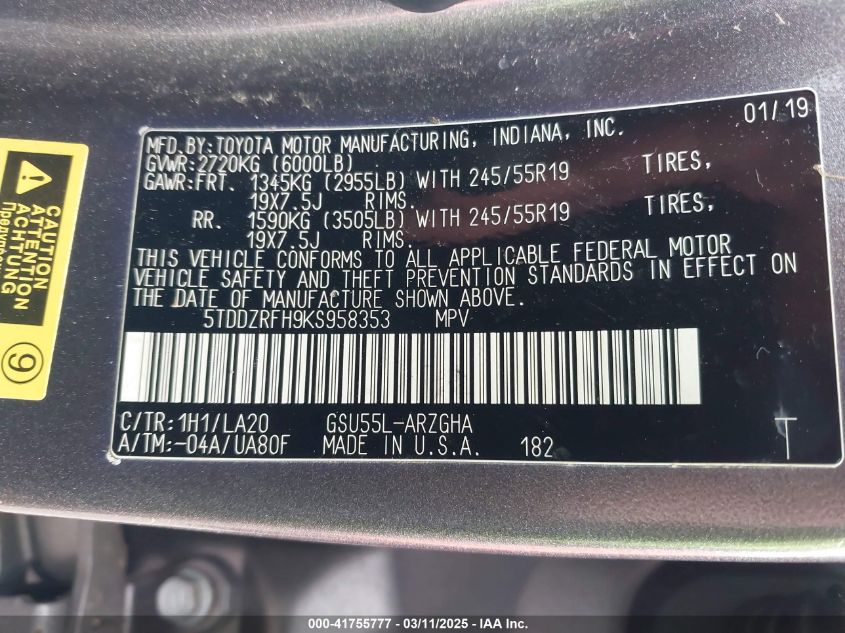 01/19
MFD.BY:TOYOTA MOTOR MANUFACTURING, INDIANA, INC.
GVWR:2720KG (6000LB)
GAWR:FRT. 1345KG (2955LB) WITH 245/55R19 TIRES,
19X7.5J RIMS.
RR. 1590KG (3505LB) WITH 245/55R19 TIRES,
19X7.5J RIMS.
THIS VEHICLE CONFORMS TO ALL APPLICABLE FEDERAL MOTOR
VEHICLE SAFETY AND THEFT PREVENTION STANDARDS IN EFFECT ON
THE DATE OF MANUFACTURE SHOWN ABOVE.
5TDDZRFH9KS958353 MPV
C/TR:1H1/LA20 GSU55L-ARZGHA
A/TM:-04A/UA80F MADE IN U.S.A. 182 T
CAUTION
ATTENTION
ACHTUNG
9
000-41755777 - 03/11/2025 - IAA Inc.